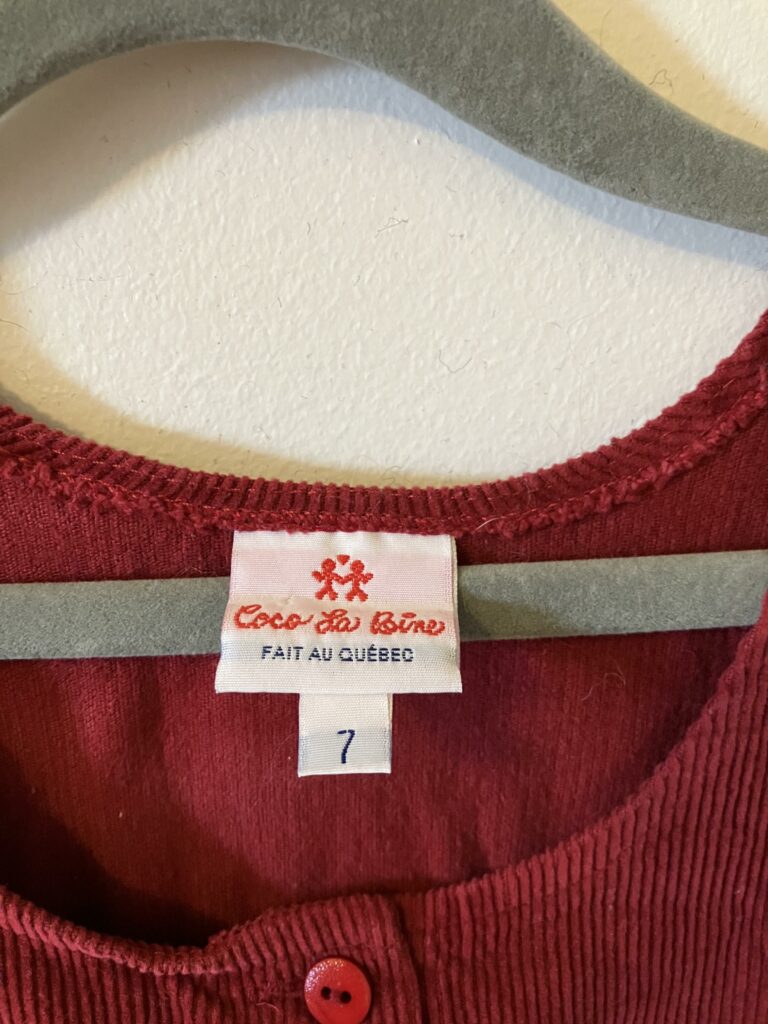 Coco La Bine
FAIT AU QUÉBEC
7